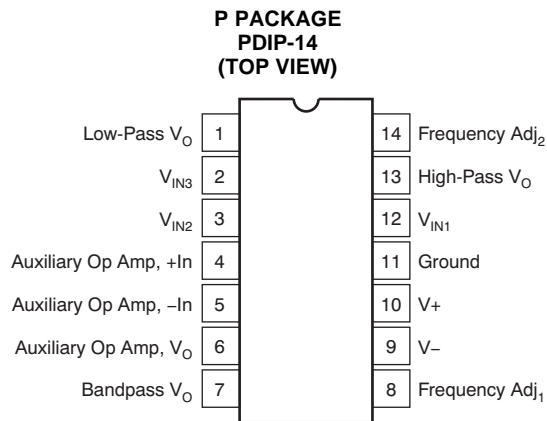 P PACKAGE
PDIP-14
(TOP VIEW)
Low-Pass V_O 1 14 Frequency Adj_2
V_IN3 2 13 High-Pass V_O
V_IN2 3 12 V_IN1
Auxiliary Op Amp, +In 4 11 Ground
Auxiliary Op Amp, −In 5 10 V+
Auxiliary Op Amp, V_O 6 9 V−
Bandpass V_O 7 8 Frequency Adj_1